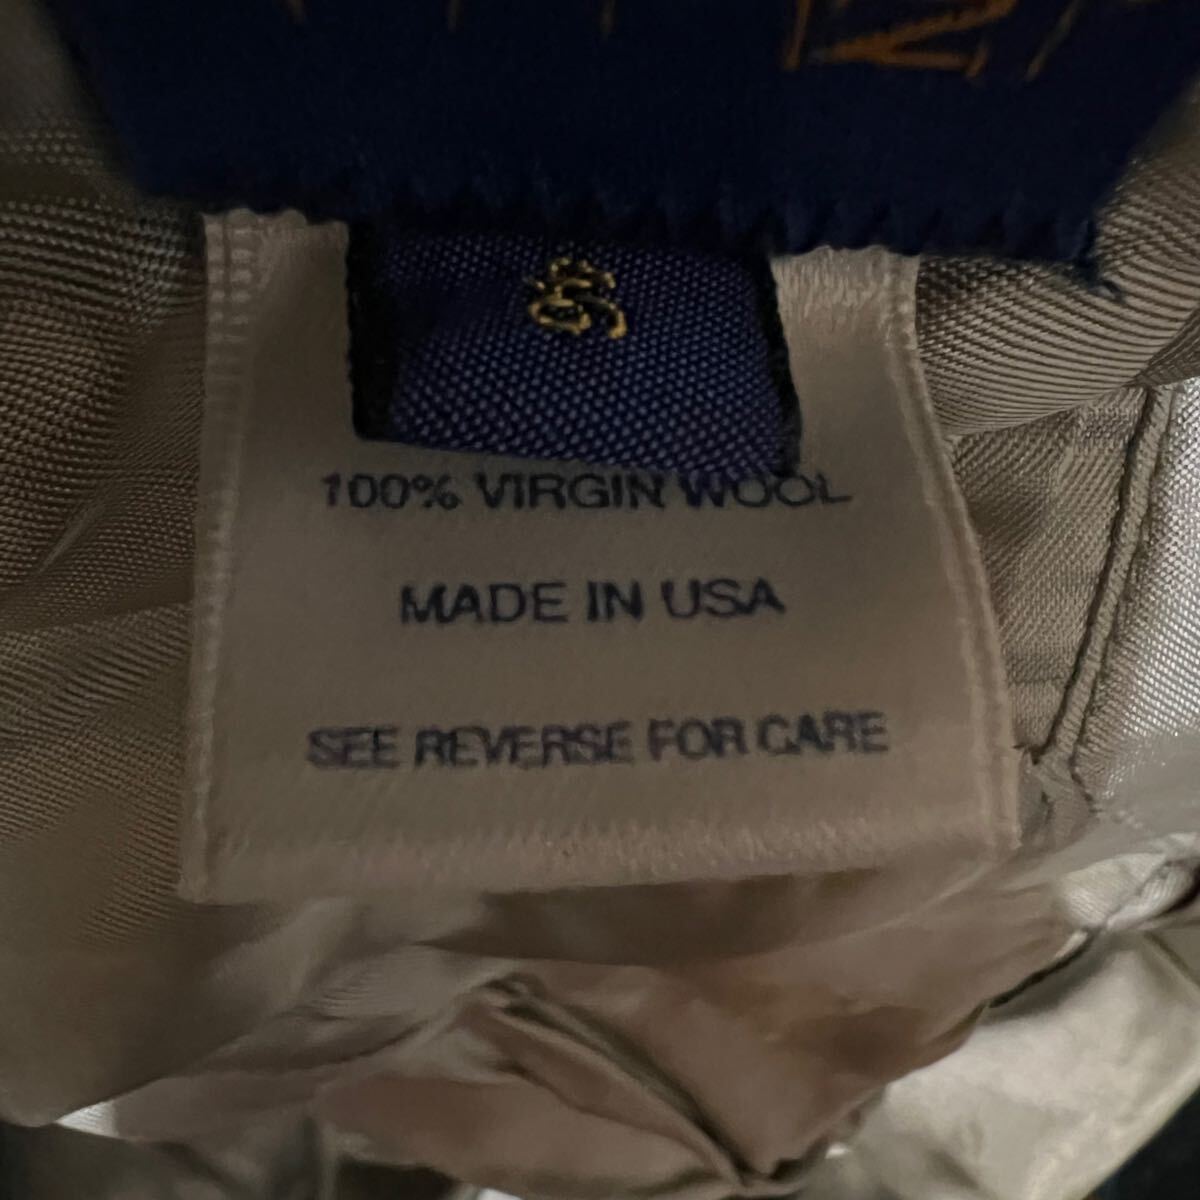 100% VIRGIN WOOL
MADE IN USA
SEE REVERSE FOR CARE